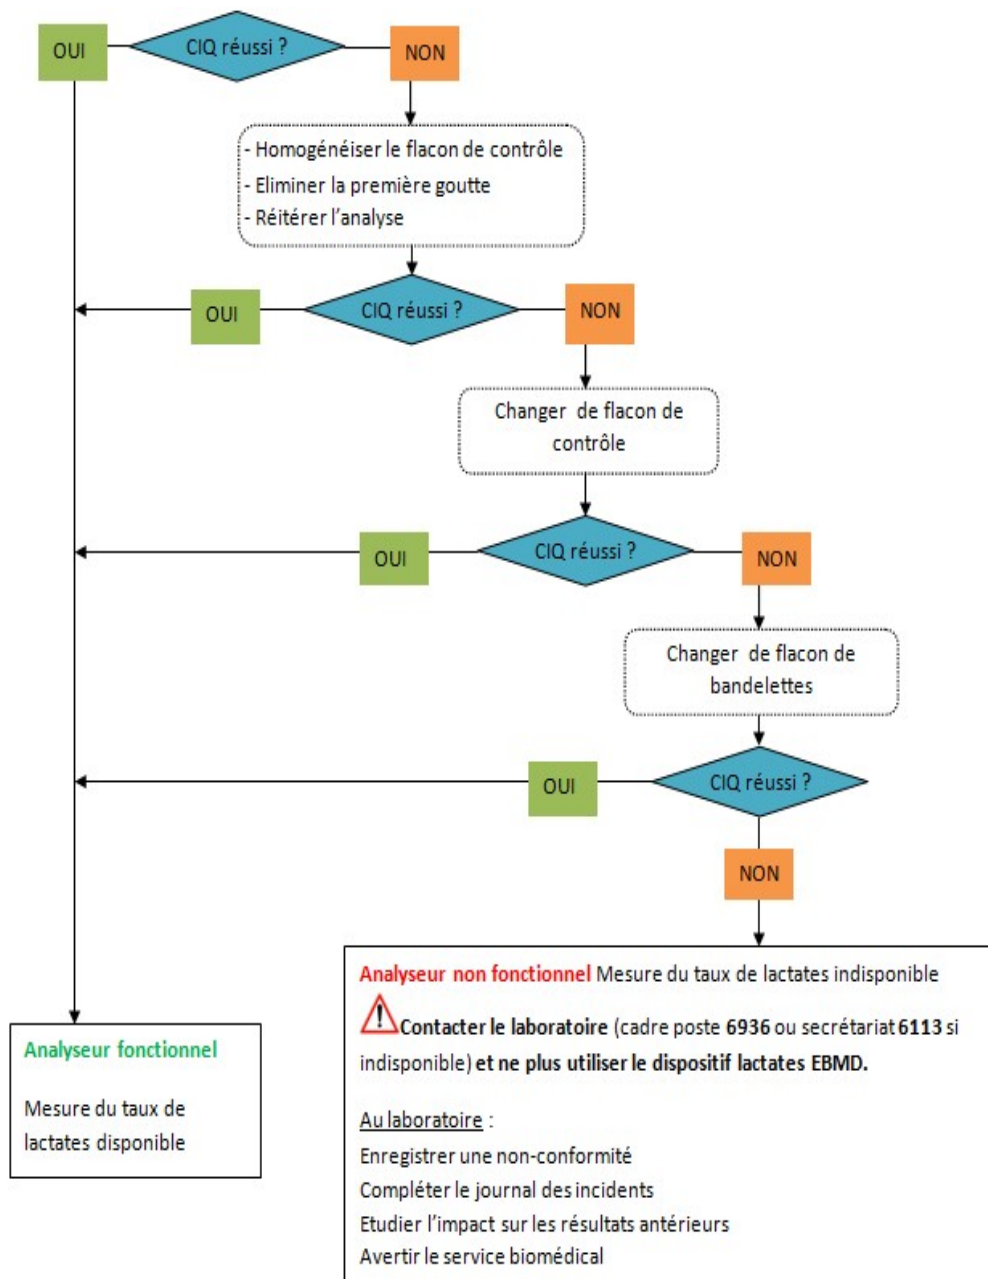 OUI
CIQ réussi ?
NON
- Homogénéiser le flacon de contrôle
- Eliminer la première goutte
- Réitérer l'analyse
OUI
CIQ réussi ?
NON
Changer de flacon de
contrôle
OUI
CIQ réussi ?
NON
Changer de flacon de
bandelettes
OUI
CIQ réussi ?
NON
Analyseur fonctionnel
Mesure du taux de
lactates disponible
Analyseur non fonctionnel Mesure du taux de lactates indisponible
! Contacter le laboratoire (cadre poste 6936 ou secrétariat 6113 si
indisponible) et ne plus utiliser le dispositif lactates EBMD.
Au laboratoire :
Enregistrer une non-conformité
Compléter le journal des incidents
Etudier l'impact sur les résultats antérieurs
Avertir le service biomédical